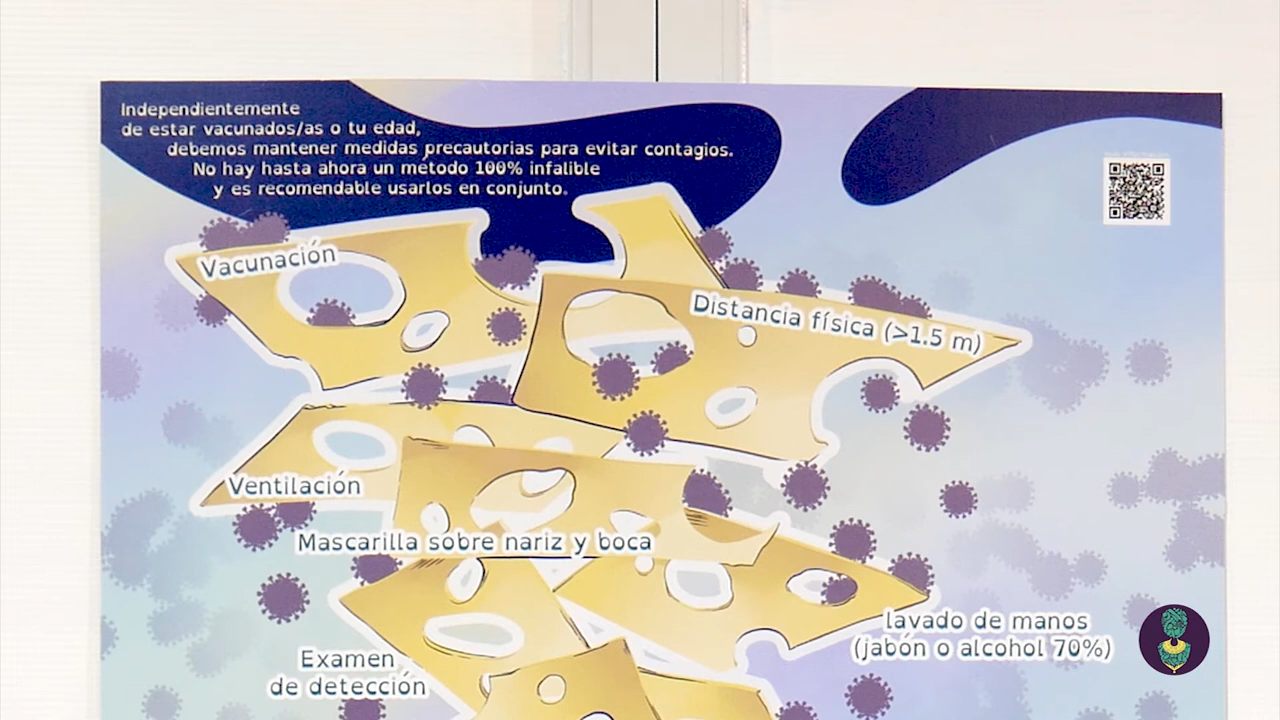 Independientemente
de estar vacunados/as o tu edad,
debemos mantener medidas precautorias para evitar contagios.
No hay hasta ahora un método 100% infalible
y es recomendable usarlos en conjunto.
Vacunación
Distancia física (>1.5 m)
Ventilación
Mascarilla sobre nariz y boca
lavado de manos
(jabón o alcohol 70%)
Examen
de detección